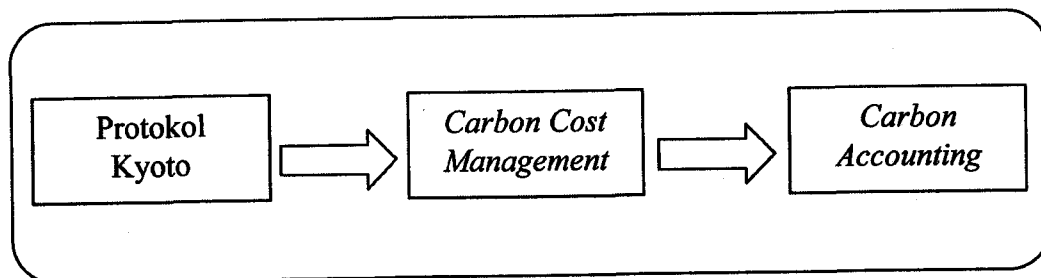 Protokol
Kyoto
Carbon Cost
Management
Carbon
Accounting